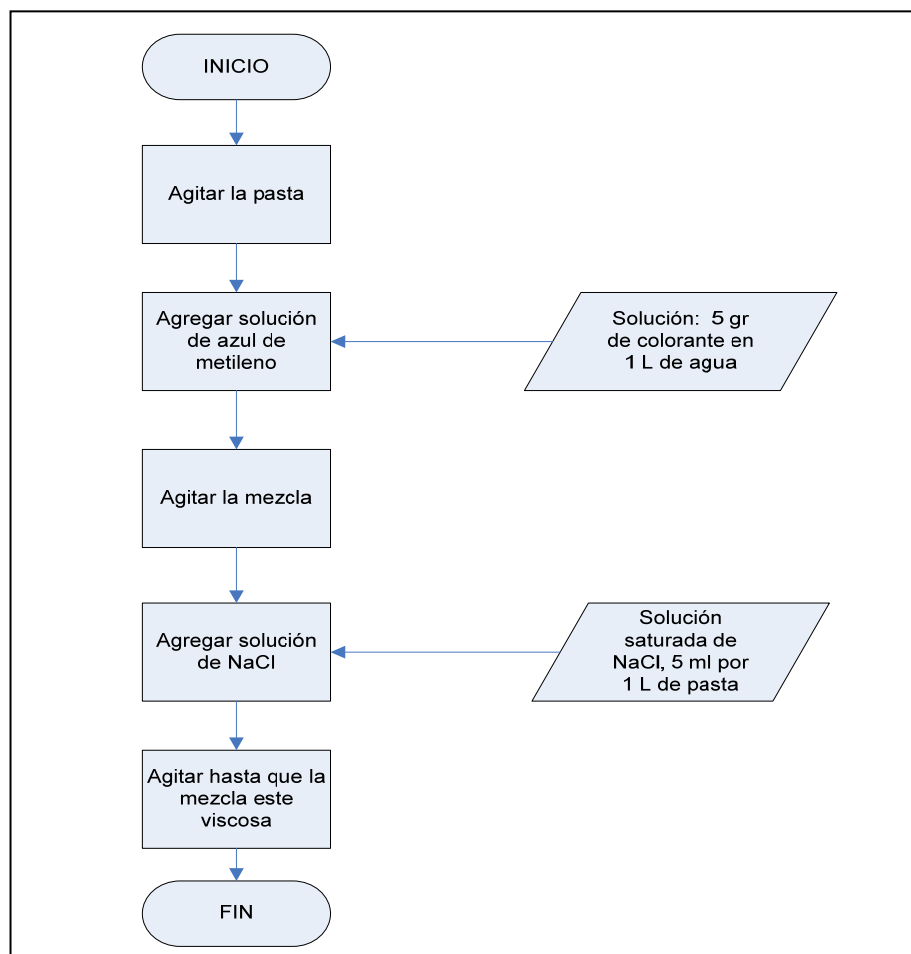 INICIO
Agitar la pasta
Agregar solución
de azul de
metileno
Solución:  5 gr
de colorante en
1 L de agua
Agitar la mezcla
Agregar solución
de NaCl
Solución
saturada de
NaCl, 5 ml por
1 L de pasta
Agitar hasta que la
mezcla este
viscosa
FIN